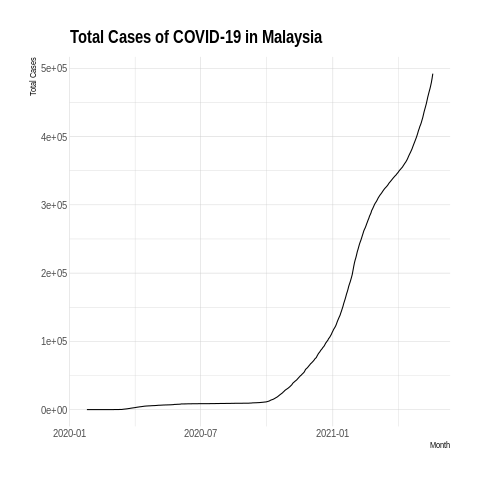 Total Cases of COVID-19 in Malaysia
Total Cases
5e+05
4e+05
3e+05
2e+05
1e+05
0e+00
2020-01 2020-07 2021-01
Month